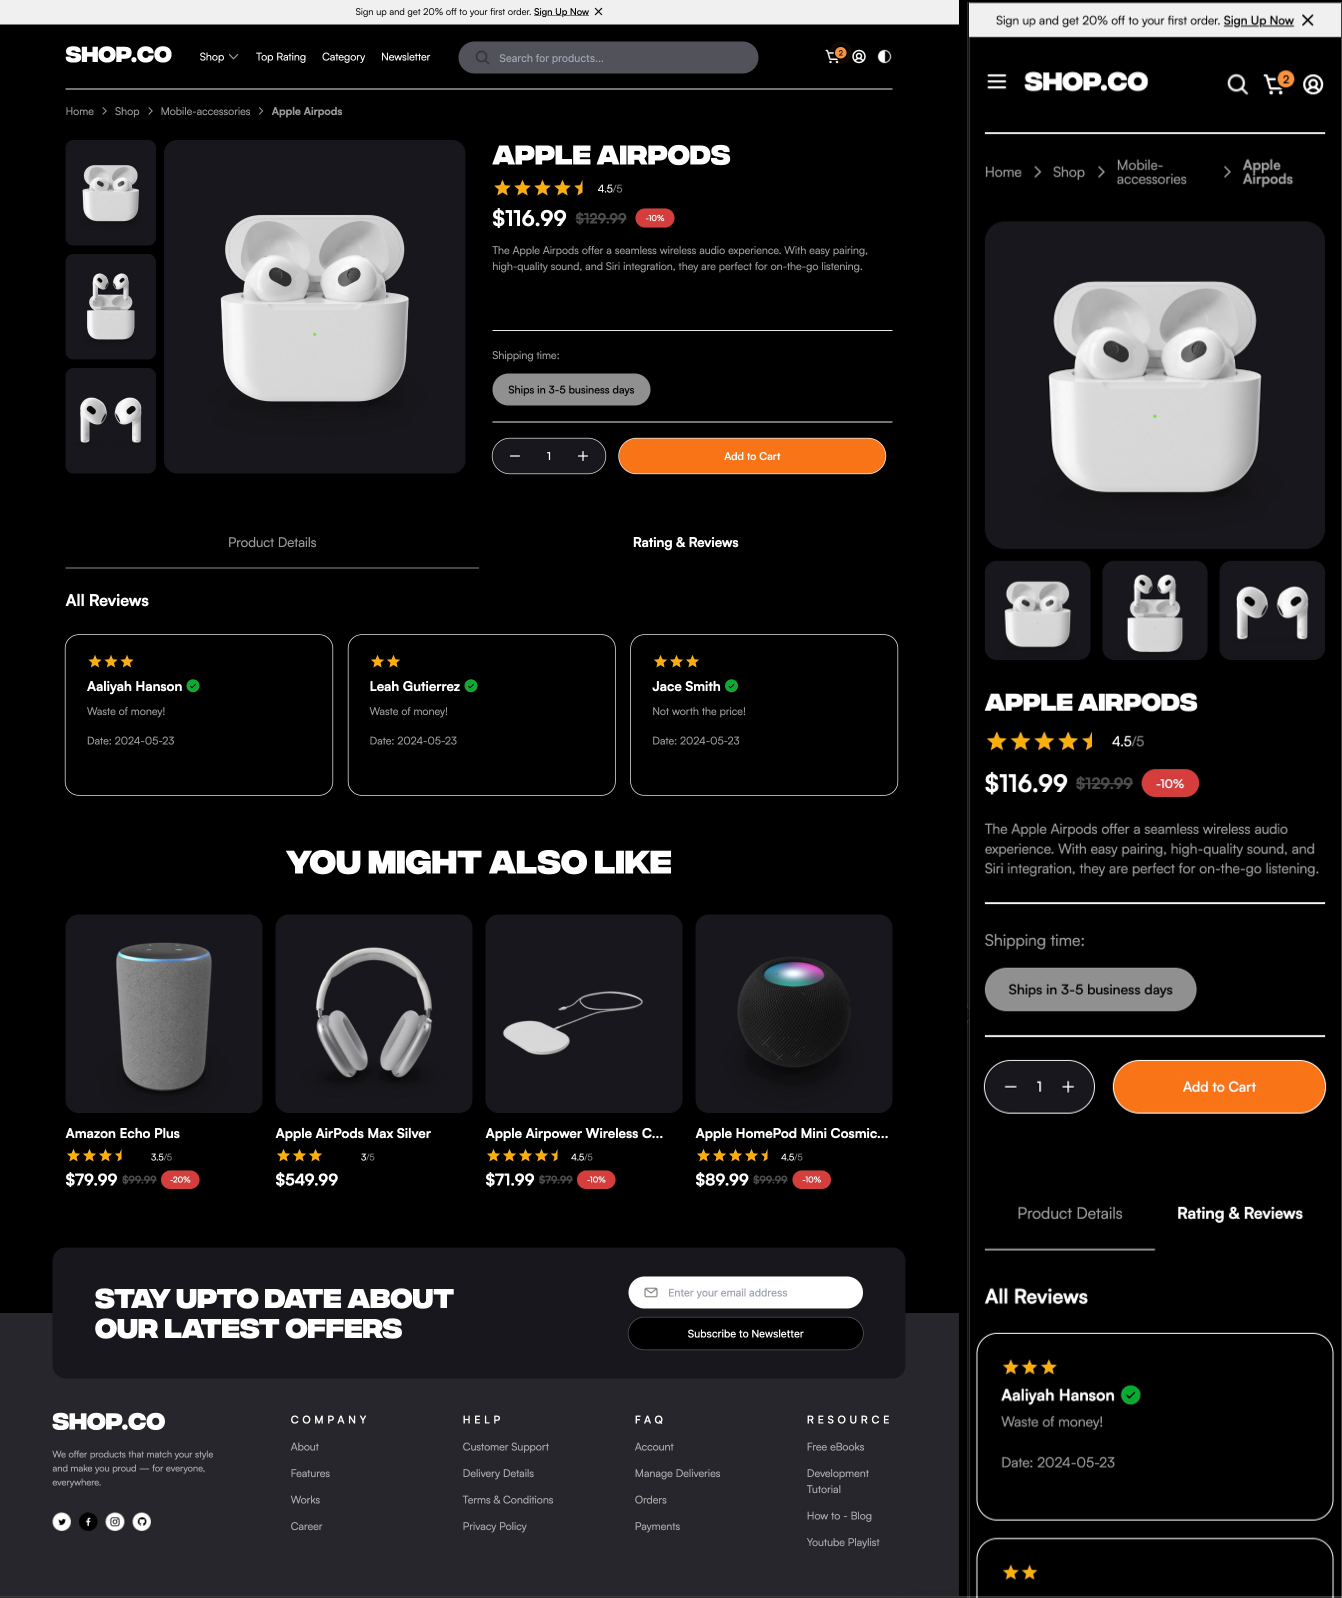 Sign up and get 20% off to your first order. Sign Up Now
SHOP.CO
Shop
Top Rating
Category
Newsletter
Search for products...
2
Home
Shop
Mobile-accessories
Apple Airpods
APPLE AIRPODS
4.5/5
$116.99 $129.99 -10%
The Apple Airpods offer a seamless wireless audio experience. With easy pairing,
high-quality sound, and Siri integration, they are perfect for on-the-go listening.
Shipping time:
Ships in 3-5 business days
1
Add to Cart
Product Details
Rating & Reviews
All Reviews
Aaliyah Hanson
Waste of money!
Date: 2024-05-23
Leah Gutierrez
Waste of money!
Date: 2024-05-23
Jace Smith
Not worth the price!
Date: 2024-05-23
YOU MIGHT ALSO LIKE
Amazon Echo Plus
3.5/5
$79.99 $99.99 -20%
Apple AirPods Max Silver
3/5
$549.99
Apple Airpower Wireless C...
4.5/5
$71.99 $79.99 -10%
Apple HomePod Mini Cosmic...
4.5/5
$89.99 $99.99 -10%
STAY UPTO DATE ABOUT
OUR LATEST OFFERS
Enter your email address
Subscribe to Newsletter
SHOP.CO
We offer products that match your style
and make you proud — for everyone,
everywhere.
COMPANY
About
Features
Works
Career
HELP
Customer Support
Delivery Details
Terms & Conditions
Privacy Policy
FAQ
Account
Manage Deliveries
Orders
Payments
RESOURCE
Free eBooks
Development
Tutorial
How to - Blog
Youtube Playlist
Sign up and get 20% off to your first order. Sign Up Now
SHOP.CO
2
Home
Shop
Mobile-
accessories
Apple
Airpods
APPLE AIRPODS
4.5/5
$116.99 $129.99 -10%
The Apple Airpods offer a seamless wireless audio
experience. With easy pairing, high-quality sound, and
Siri integration, they are perfect for on-the-go listening.
Shipping time:
Ships in 3-5 business days
1
Add to Cart
Product Details
Rating & Reviews
All Reviews
Aaliyah Hanson
Waste of money!
Date: 2024-05-23